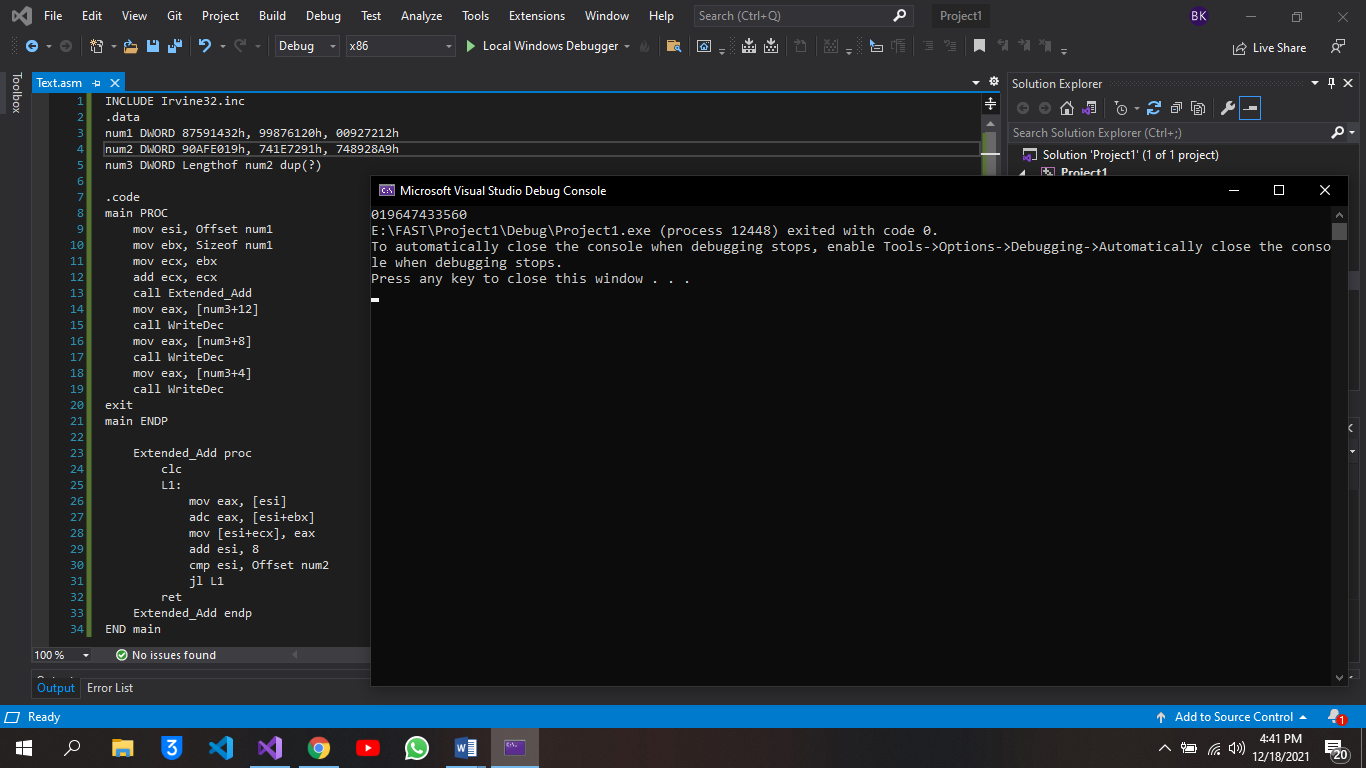 File Edit View Git Project Build Debug Test Analyze Tools Extensions Window Help Search (Ctrl+Q) Project1 BK
Debug x86 Local Windows Debugger Live Share
Toolbox
Text.asm
1 INCLUDE Irvine32.inc
2 .data
3 num1 DWORD 87591432h, 99876120h, 00927212h
4 num2 DWORD 90AFE019h, 741E7291h, 748928A9h
5 num3 DWORD Lengthof num2 dup(?)
6
7 .code
8 main PROC
9 mov esi, Offset num1
10 mov ebx, Sizeof num1
11 mov ecx, ebx
12 add ecx, ecx
13 call Extended_Add
14 mov eax, [num3+12]
15 call WriteDec
16 mov eax, [num3+8]
17 call WriteDec
18 mov eax, [num3+4]
19 call WriteDec
20 exit
21 main ENDP
22
23 Extended_Add proc
24 clc
25 L1:
26 mov eax, [esi]
27 adc eax, [esi+ebx]
28 mov [esi+ecx], eax
29 add esi, 8
30 cmp esi, Offset num2
31 jl L1
32 ret
33 Extended_Add endp
34 END main
100 % No issues found
Output Error List
Solution Explorer
Search Solution Explorer (Ctrl+;)
Solution 'Project1' (1 of 1 project)
Project1
Microsoft Visual Studio Debug Console
019647433560
E:\FAST\Project1\Debug\Project1.exe (process 12448) exited with code 0.
To automatically close the console when debugging stops, enable Tools->Options->Debugging->Automatically close the conso
le when debugging stops.
Press any key to close this window . . .
Ready Add to Source Control 1
4:41 PM
12/18/2021
20